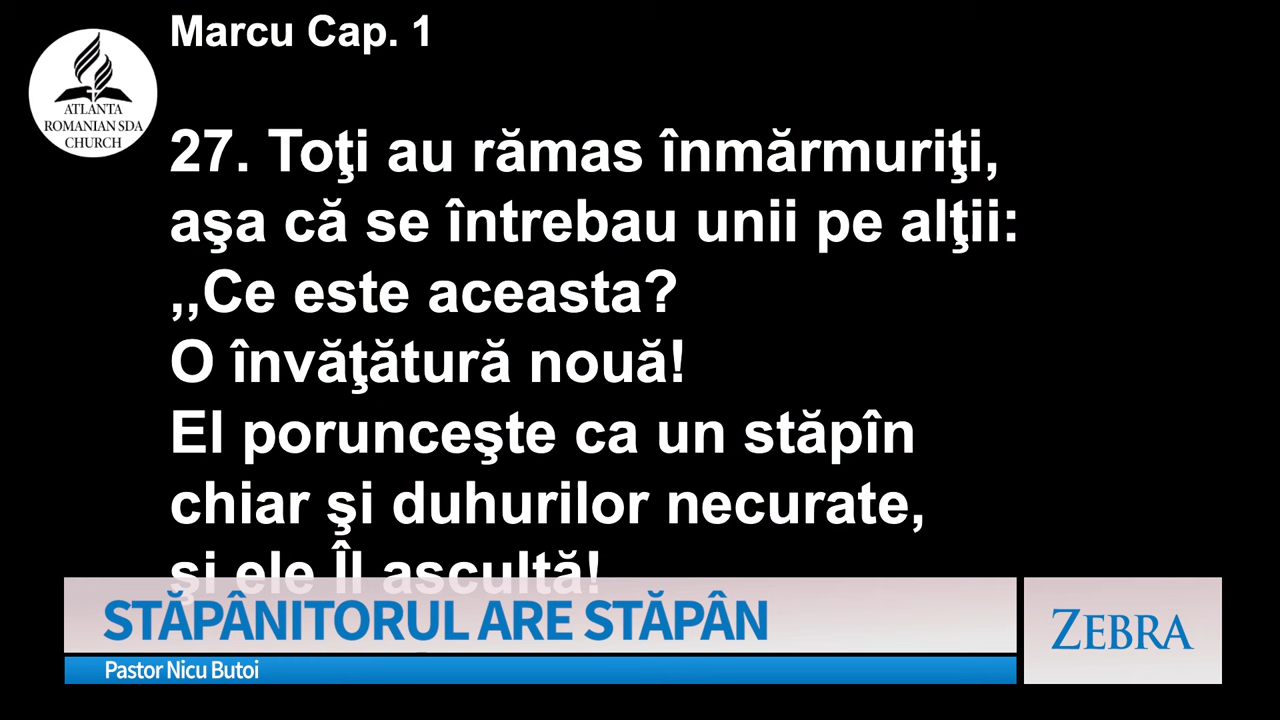 Marcu Cap. 1
ATLANTA
ROMANIAN SDA
CHURCH
27. Toţi au rămas înmărmuriţi,
aşa că se întrebau unii pe alţii:
,,Ce este aceasta?
O învăţătură nouă!
El porunceşte ca un stăpîn
chiar şi duhurilor necurate,
şi ele Îl ascultă!
STĂPÂNITORUL ARE STĂPÂN
Pastor Nicu Butoi
ZEBRA